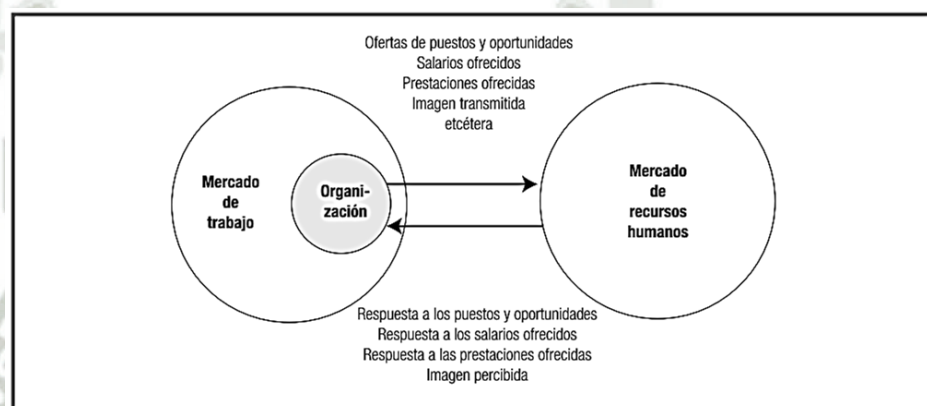 Ofertas de puestos y oportunidades
Salarios ofrecidos
Prestaciones ofrecidas
Imagen transmitida
etcétera
Mercado
de
trabajo
Organi-
zación
Mercado
de
recursos
humanos
Respuesta a los puestos y oportunidades
Respuesta a los salarios ofrecidos
Respuesta a las prestaciones ofrecidas
Imagen percibida